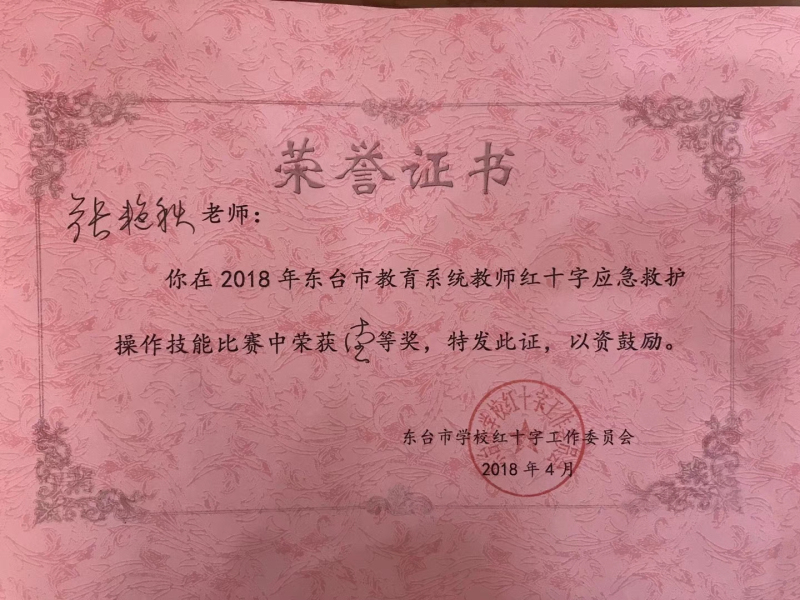 荣誉证书
张艳秋老师：
你在2018年东台市教育系统教师红十字应急救护
操作技能比赛中荣获壹等奖，特发此证，以资鼓励。
东台市学校红十字工作委员会
2018年4月